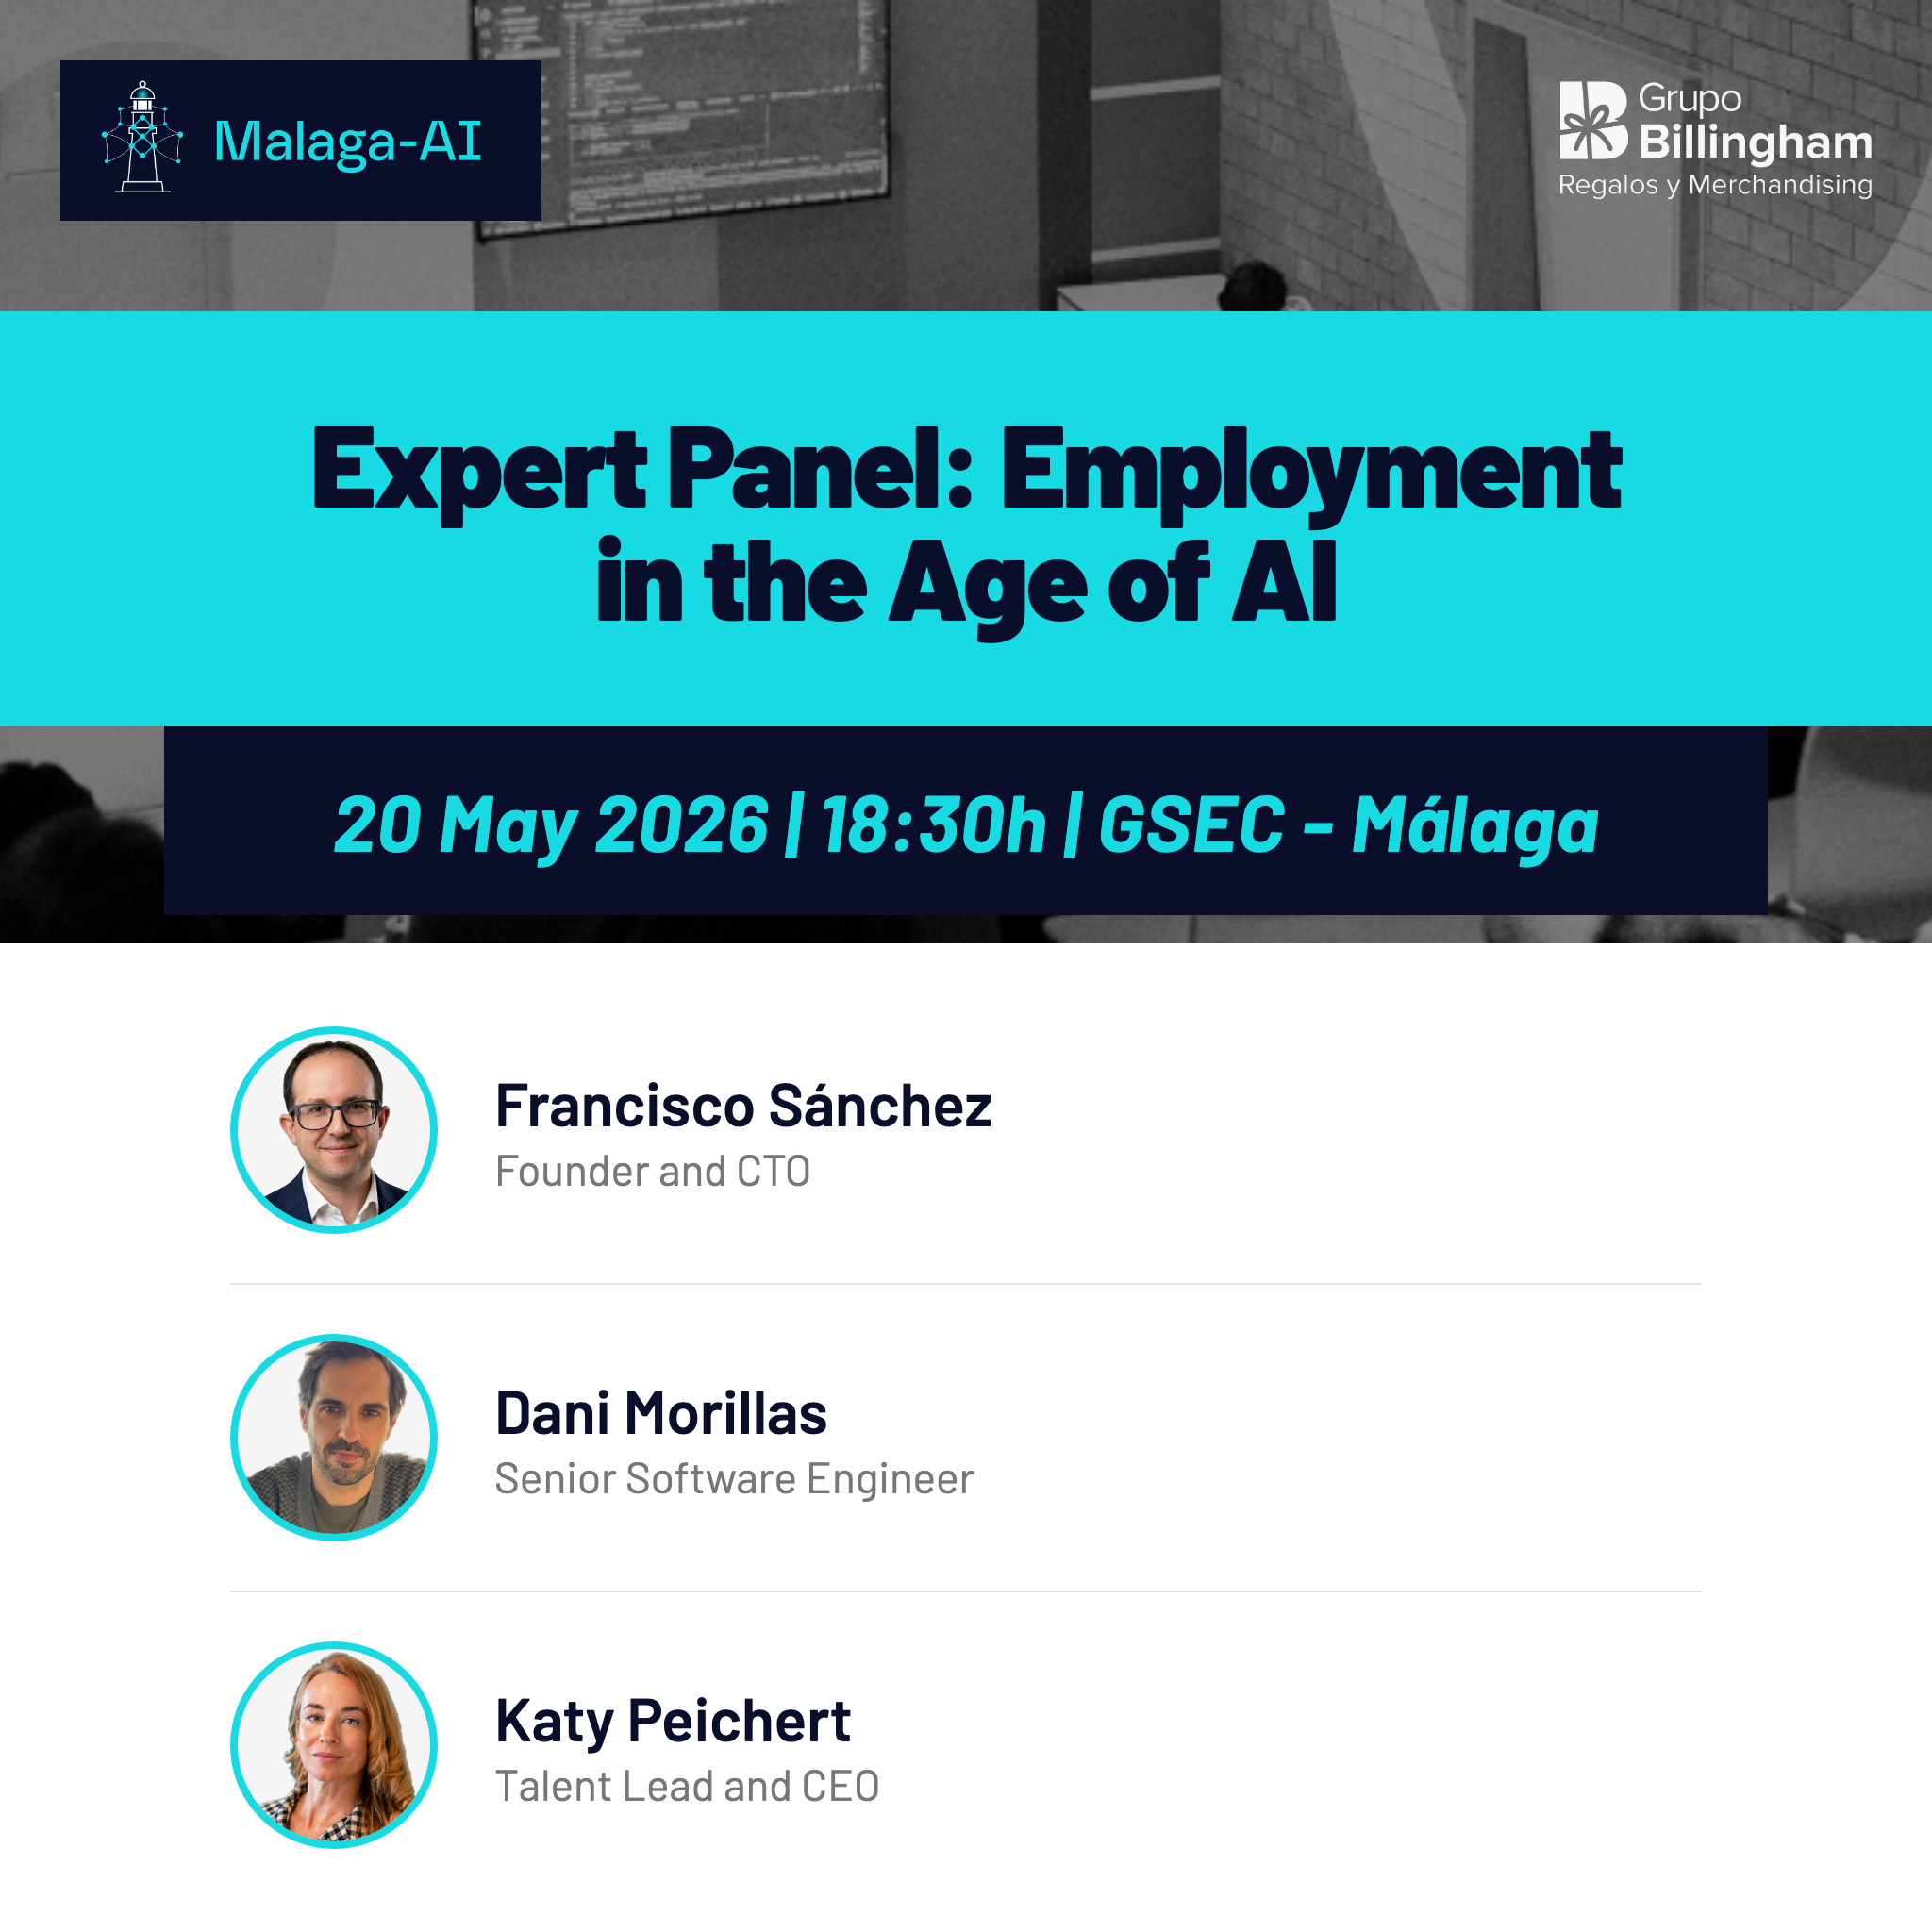 Malaga-AI
Grupo
Billingham
Regalos y Merchandising
Expert Panel: Employment
in the Age of AI
20 May 2026 | 18:30h | GSEC - Málaga
Francisco Sánchez
Founder and CTO
Dani Morillas
Senior Software Engineer
Katy Peichert
Talent Lead and CEO